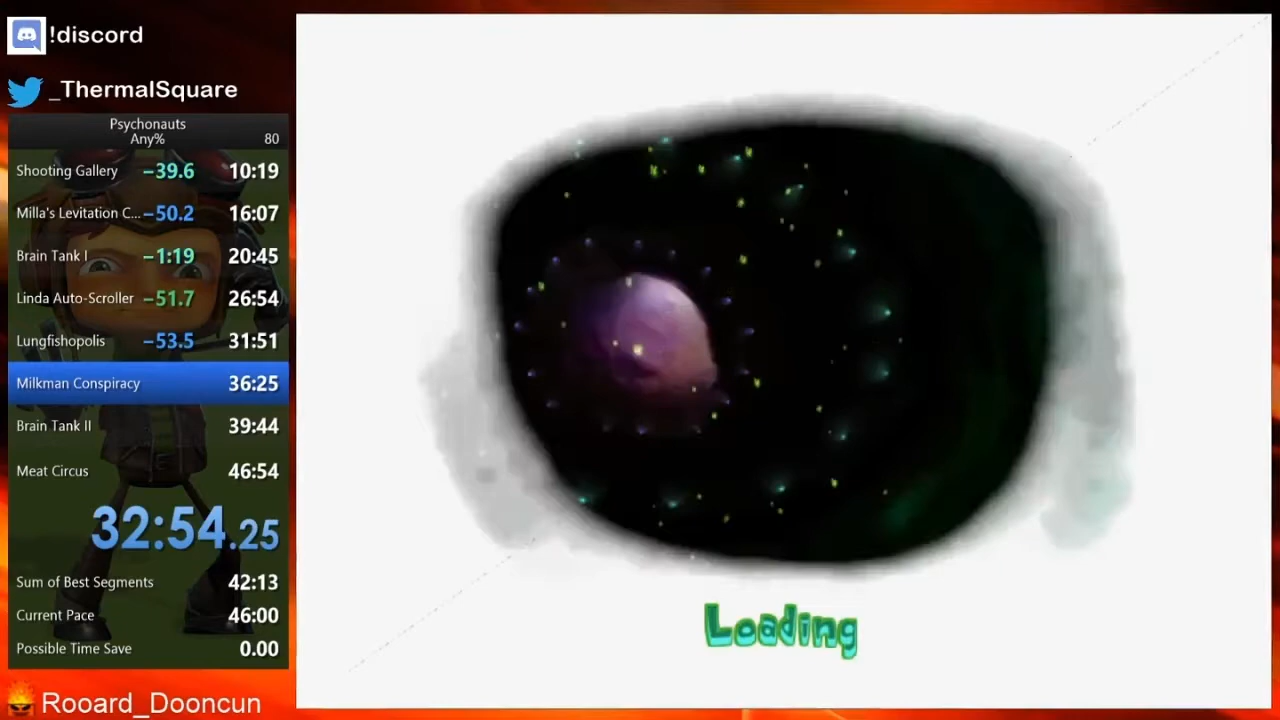 !discord
_ThermalSquare
Psychonauts
Any% 80
Shooting Gallery −39.6 10:19
Milla's Levitation C... −50.2 16:07
Brain Tank I −1:19 20:45
Linda Auto-Scroller −51.7 26:54
Lungfishopolis −53.5 31:51
Milkman Conspiracy 36:25
Brain Tank II 39:44
Meat Circus 46:54
32:54.25
Sum of Best Segments 42:13
Current Pace 46:00
Possible Time Save 0.00
Rooard_Dooncun
Loading